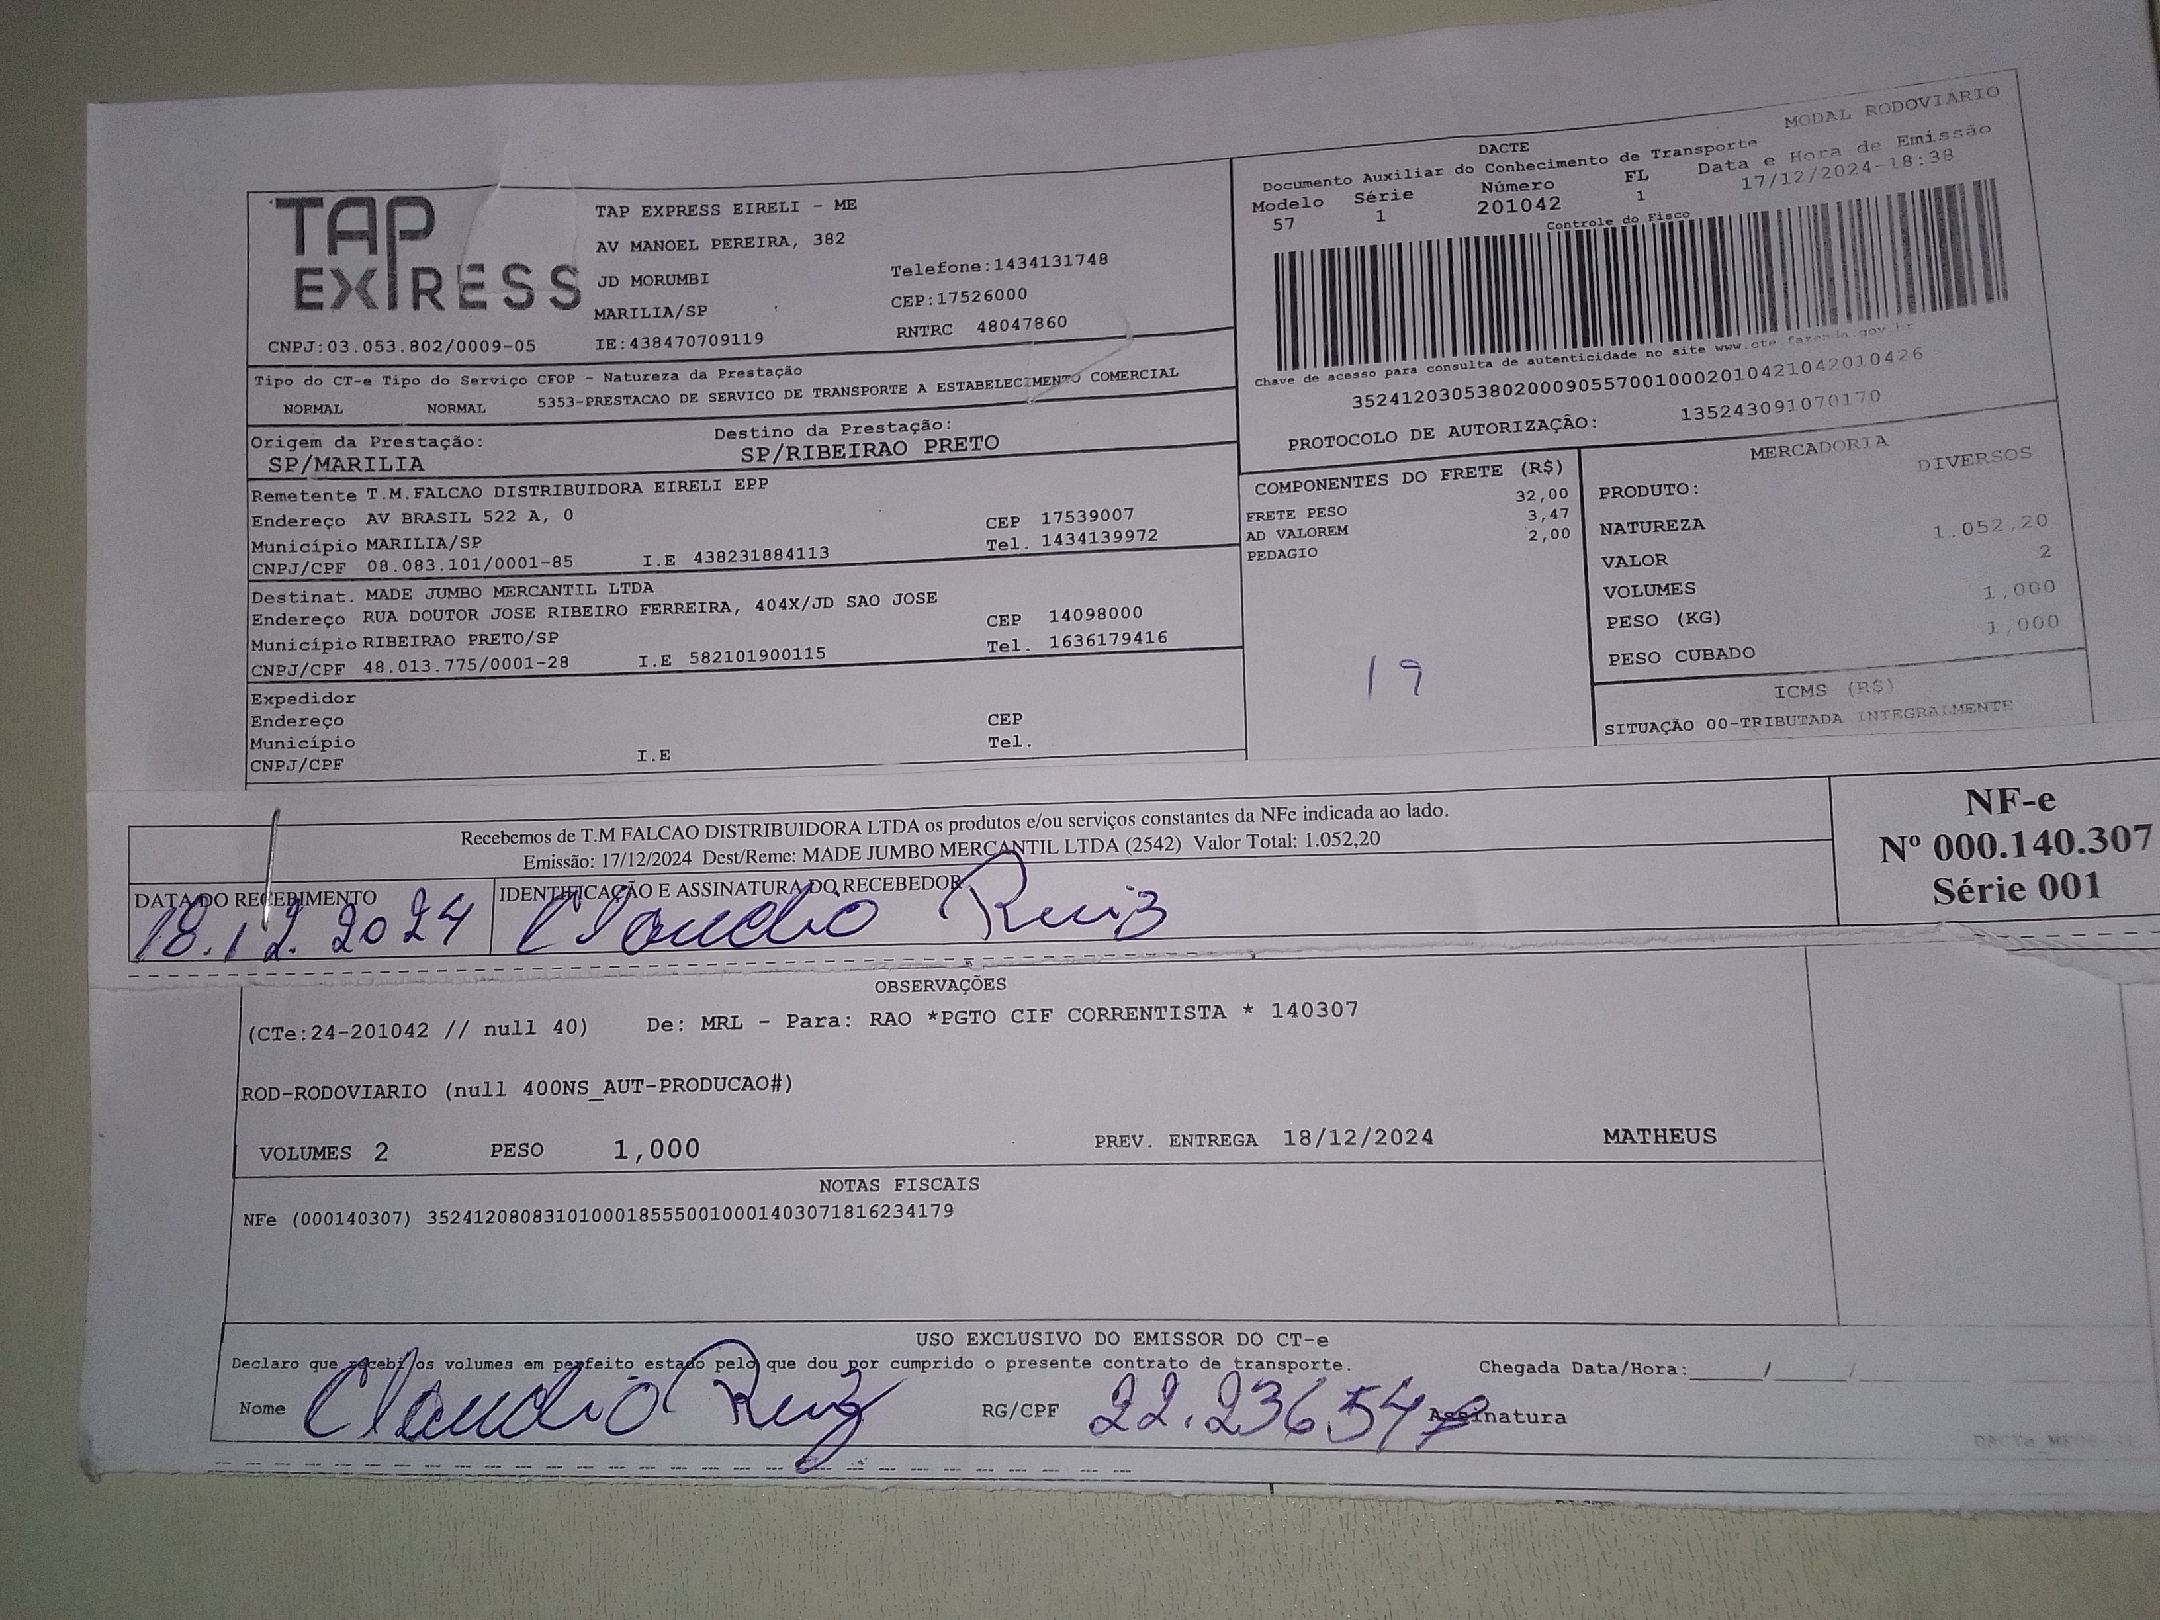 TAP
EXPRESS
CNPJ:03.053.802/0009-05
TAP EXPRESS EIRELI - ME
AV MANOEL PEREIRA, 382
JD MORUMBI
MARILIA/SP
IE:438470709119
Telefone:1434131748
CEP:17526000
RNTRC 48047860
DACTE
MODAL RODOVIARIO
Documento Auxiliar do Conhecimento de Transporte
Modelo Série Número FL Data e Hora de Emissão
57 1 201042 1 17/12/2024-18:38
Controle do Fisco
Chave de acesso para consulta de autenticidade no site www.cte.fazenda.gov.br
35241203053802000905570010002010421042010426
PROTOCOLO DE AUTORIZAÇÃO: 135243091070170
Tipo do CT-e Tipo do Serviço CFOP - Natureza da Prestação
NORMAL NORMAL 5353-PRESTACAO DE SERVICO DE TRANSPORTE A ESTABELECIMENTO COMERCIAL
Origem da Prestação: Destino da Prestação:
SP/MARILIA SP/RIBEIRAO PRETO
Remetente T.M.FALCAO DISTRIBUIDORA EIRELI EPP
Endereço AV BRASIL 522 A, 0 CEP 17539007
Município MARILIA/SP Tel. 1434139972
CNPJ/CPF 08.083.101/0001-85 I.E 438231884113
Destinat. MADE JUMBO MERCANTIL LTDA
Endereço RUA DOUTOR JOSE RIBEIRO FERREIRA, 404X/JD SAO JOSE CEP 14098000
Município RIBEIRAO PRETO/SP Tel. 1636179416
CNPJ/CPF 48.013.775/0001-28 I.E 582101900115
Expedidor
Endereço CEP
Município Tel.
CNPJ/CPF I.E
COMPONENTES DO FRETE (R$)
FRETE PESO 32,00
AD VALOREM 3,47
PEDAGIO 2,00
19
MERCADORIA
PRODUTO: DIVERSOS
NATUREZA
VALOR 1.052,20
VOLUMES 2
PESO (KG) 1,000
PESO CUBADO 1,000
ICMS (R$)
SITUAÇÃO 00-TRIBUTADA INTEGRALMENTE
Recebemos de T.M FALCAO DISTRIBUIDORA LTDA os produtos e/ou serviços constantes da NFe indicada ao lado.
Emissão: 17/12/2024 Dest/Reme: MADE JUMBO MERCANTIL LTDA (2542) Valor Total: 1.052,20
DATA DO RECEBIMENTO IDENTIFICAÇÃO E ASSINATURA DO RECEBEDOR
18.12.2024 Claudio Ruiz
NF-e
Nº 000.140.307
Série 001
OBSERVAÇÕES
(CTe:24-201042 // null 40) De: MRL - Para: RAO *PGTO CIF CORRENTISTA * 140307
ROD-RODOVIARIO (null 400NS_AUT-PRODUCAO#)
VOLUMES 2 PESO 1,000 PREV. ENTREGA 18/12/2024 MATHEUS
NOTAS FISCAIS
NFe (000140307) 35241208083101000185550010001403071816234179
USO EXCLUSIVO DO EMISSOR DO CT-e
Declaro que recebi os volumes em perfeito estado pelo que dou por cumprido o presente contrato de transporte. Chegada Data/Hora:____/____/
Nome Claudio Ruiz RG/CPF Assinatura